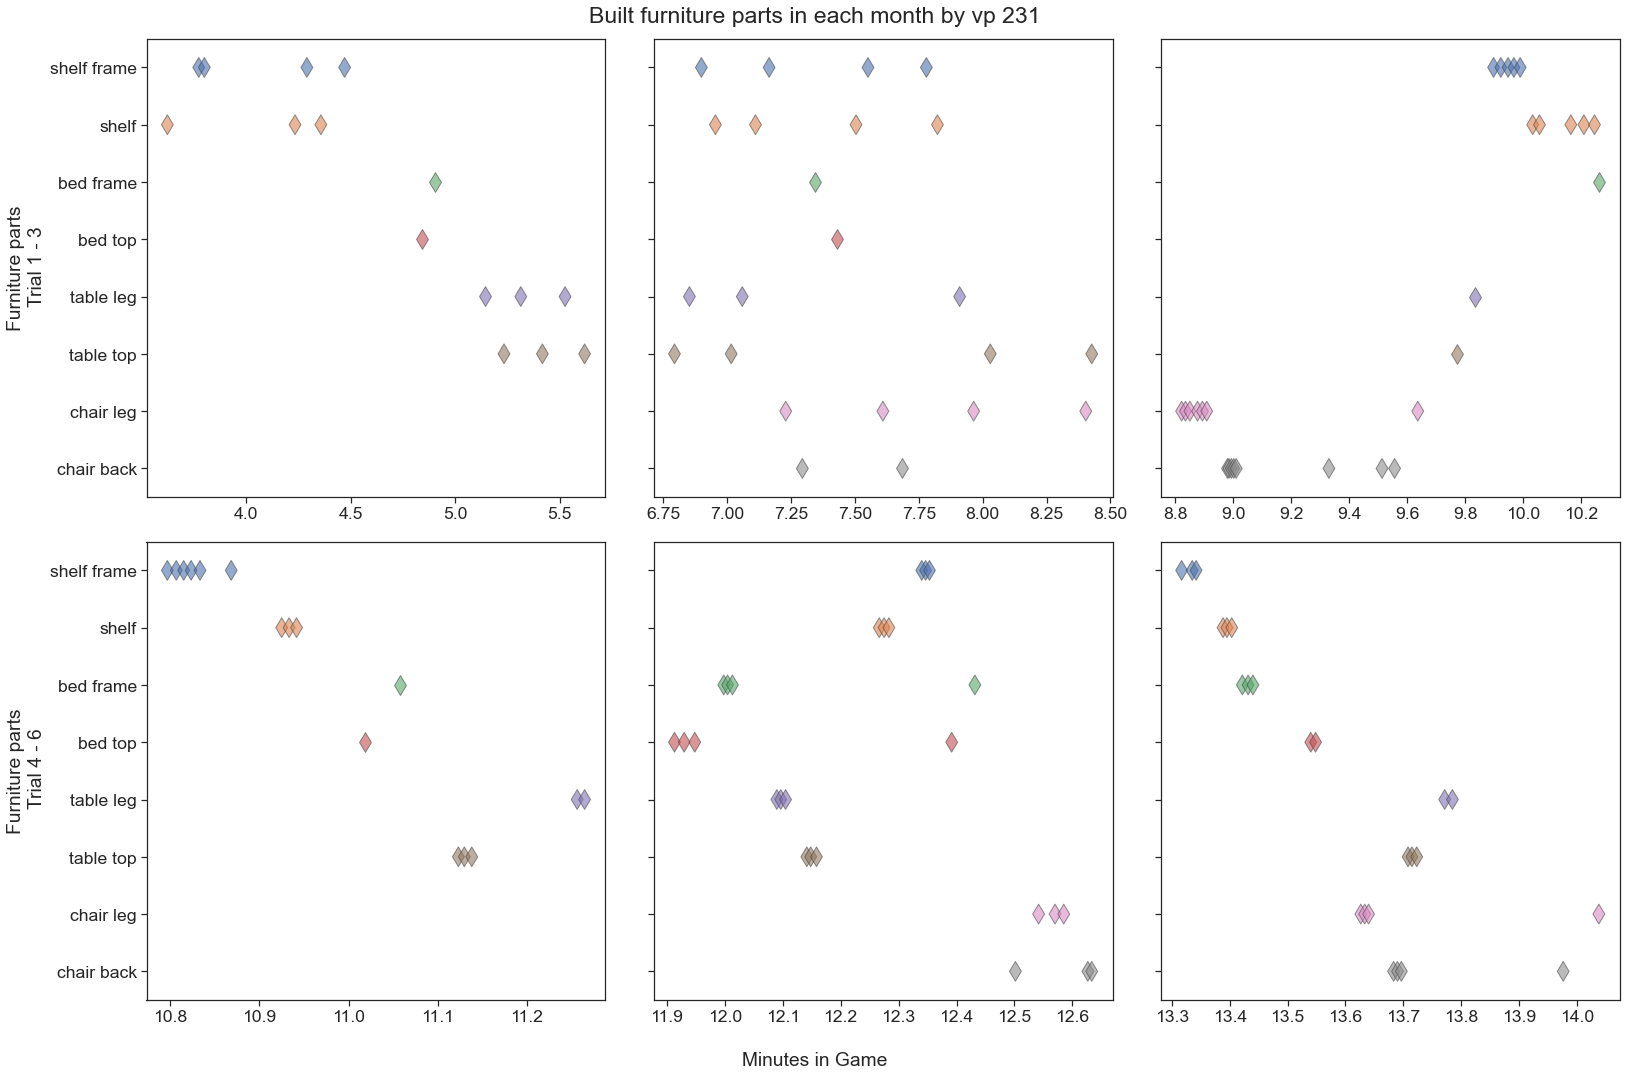 Built furniture parts in each month by vp 231
Furniture parts
Trial 1 - 3
shelf frame
shelf
bed frame
bed top
table leg
table top
chair leg
chair back
4.0 4.5 5.0 5.5
6.75 7.00 7.25 7.50 7.75 8.00 8.25 8.50
8.8 9.0 9.2 9.4 9.6 9.8 10.0 10.2
Furniture parts
Trial 4 - 6
shelf frame
shelf
bed frame
bed top
table leg
table top
chair leg
chair back
10.8 10.9 11.0 11.1 11.2
11.9 12.0 12.1 12.2 12.3 12.4 12.5 12.6
13.3 13.4 13.5 13.6 13.7 13.8 13.9 14.0
Minutes in Game